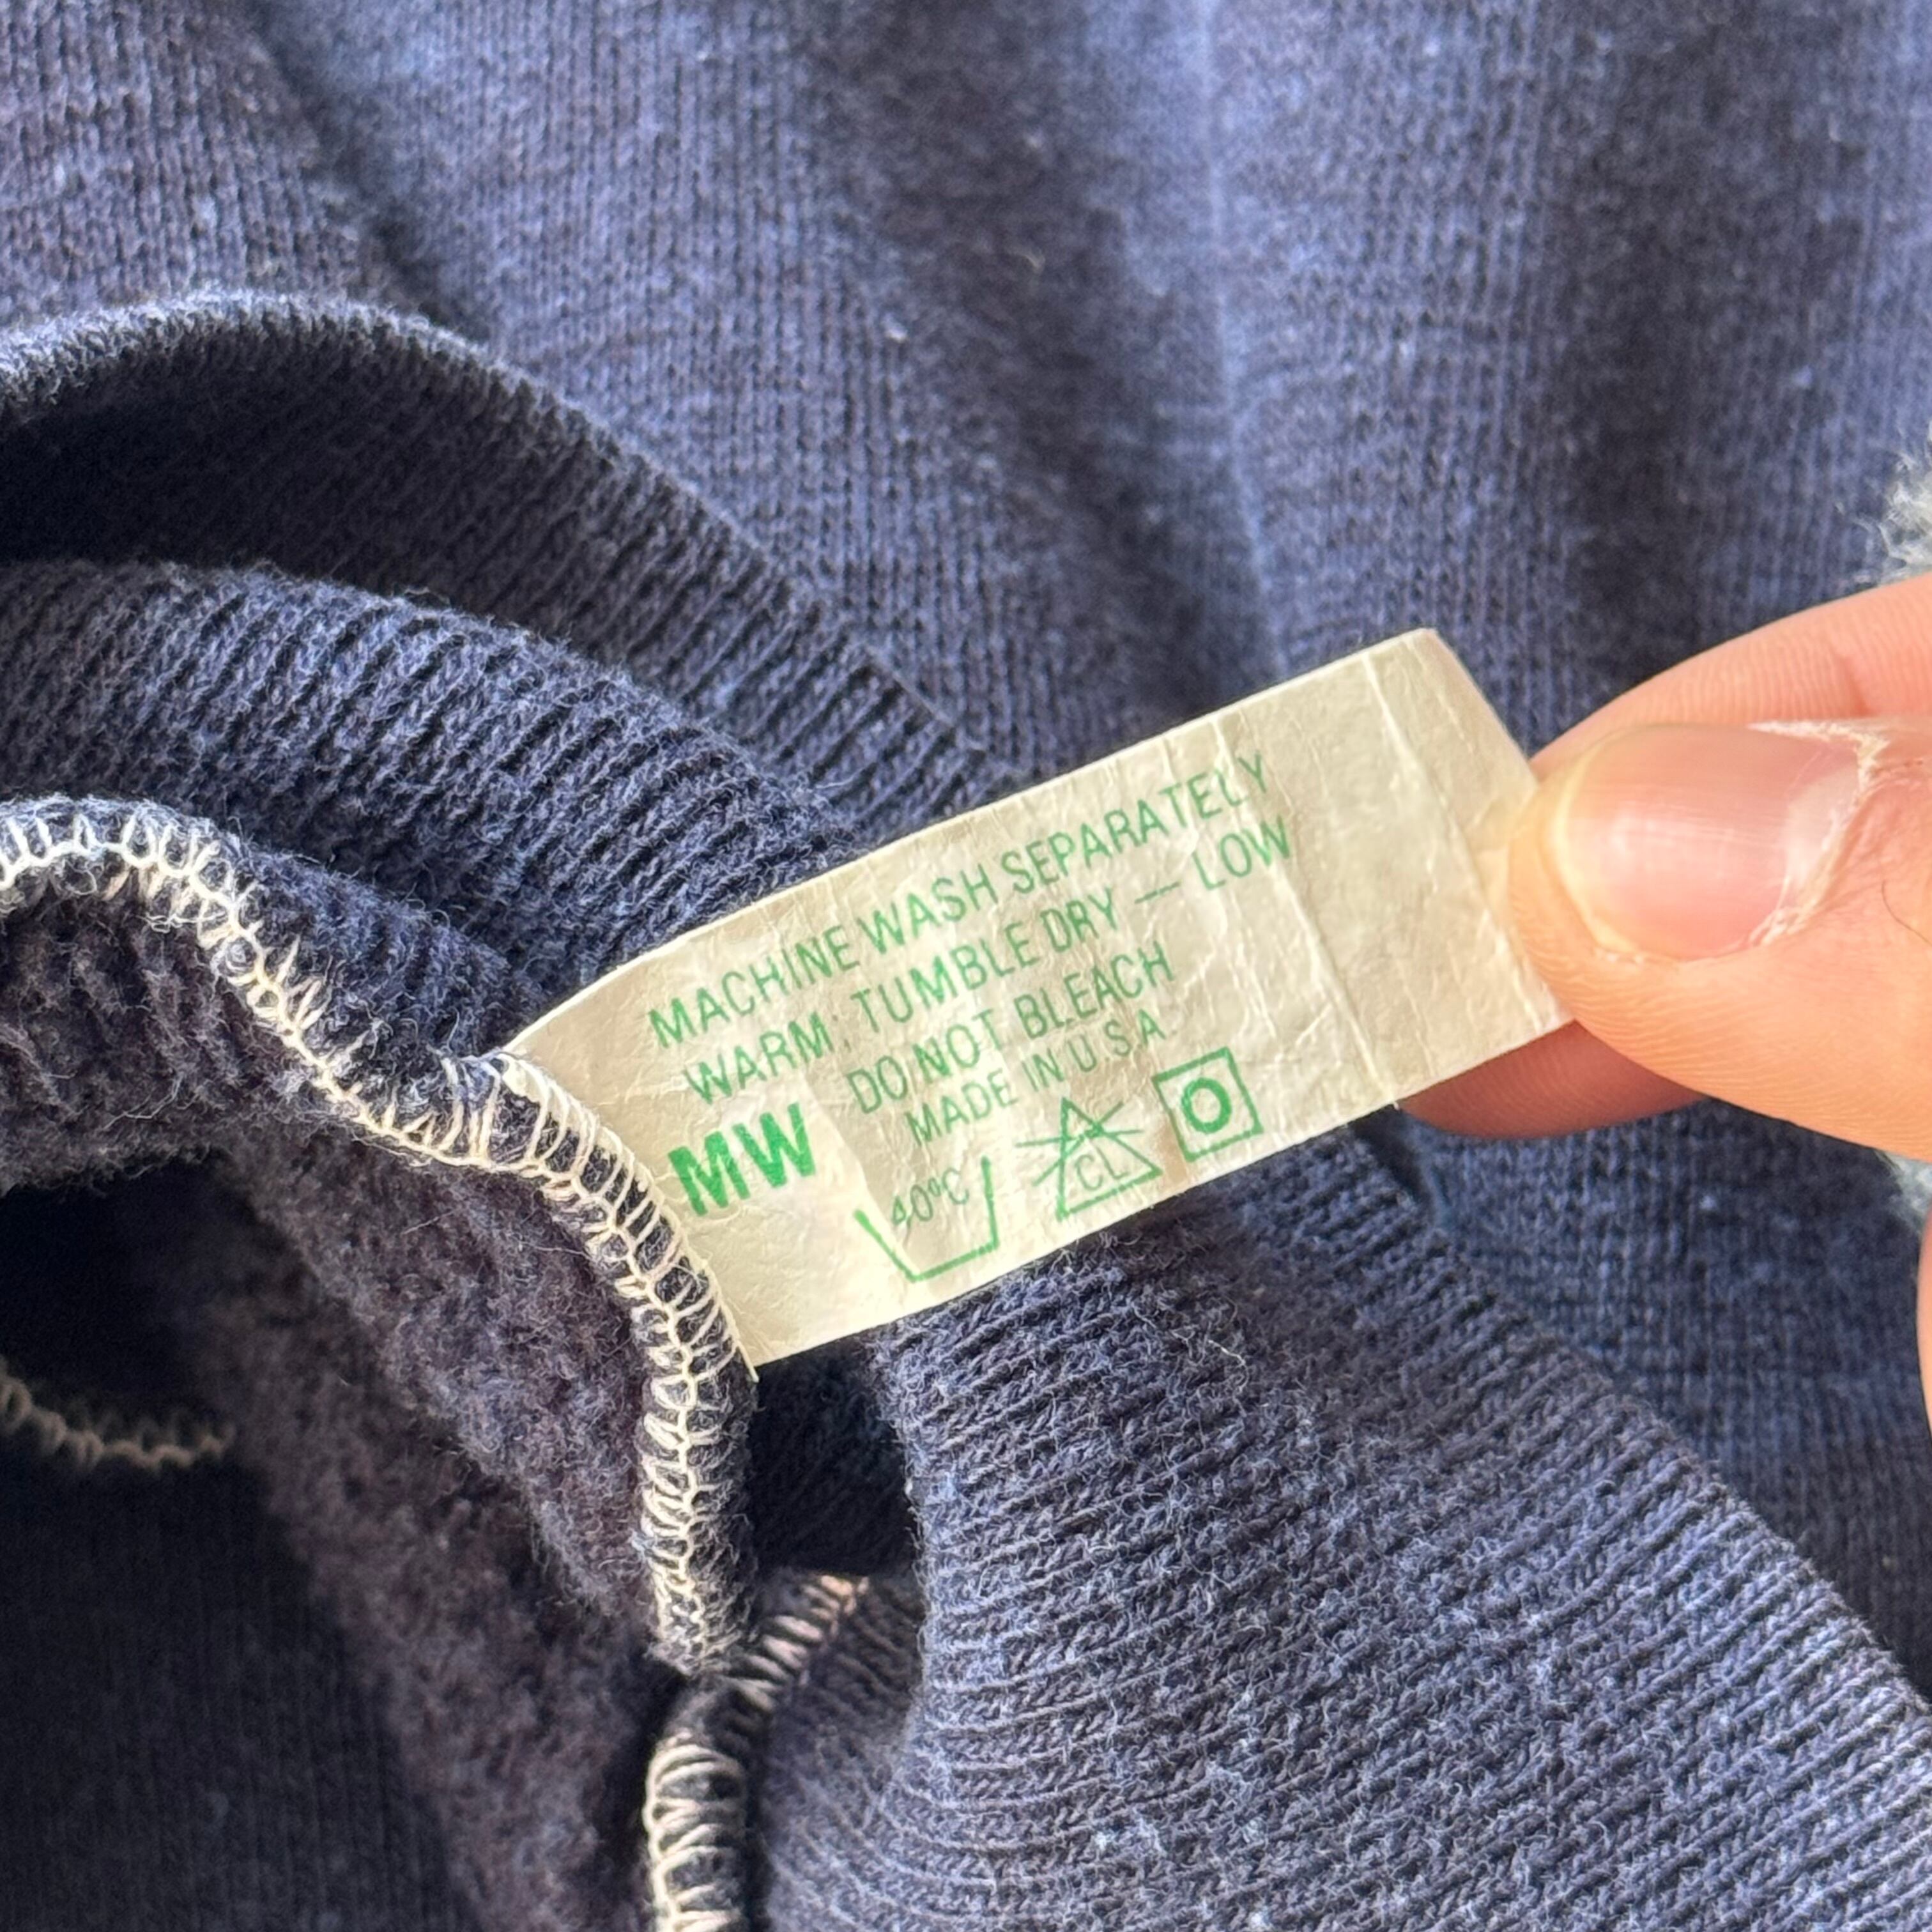 MACHINE WASH SEPARATELY
WARM; TUMBLE DRY — LOW
DO NOT BLEACH
MADE IN U.S.A
MW 40°C CL